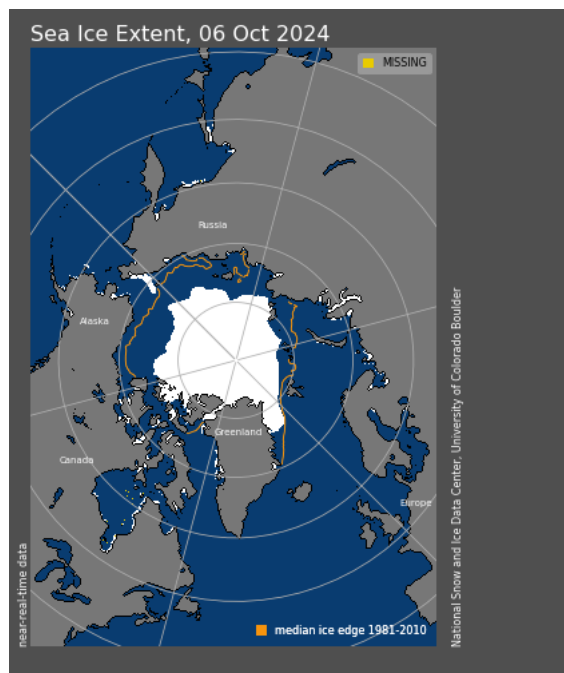 Sea Ice Extent, 06 Oct 2024
MISSING
Russia
Alaska
Greenland
Canada
Europe
near-real-time data
National Snow and Ice Data Center, University of Colorado Boulder
median ice edge 1981-2010